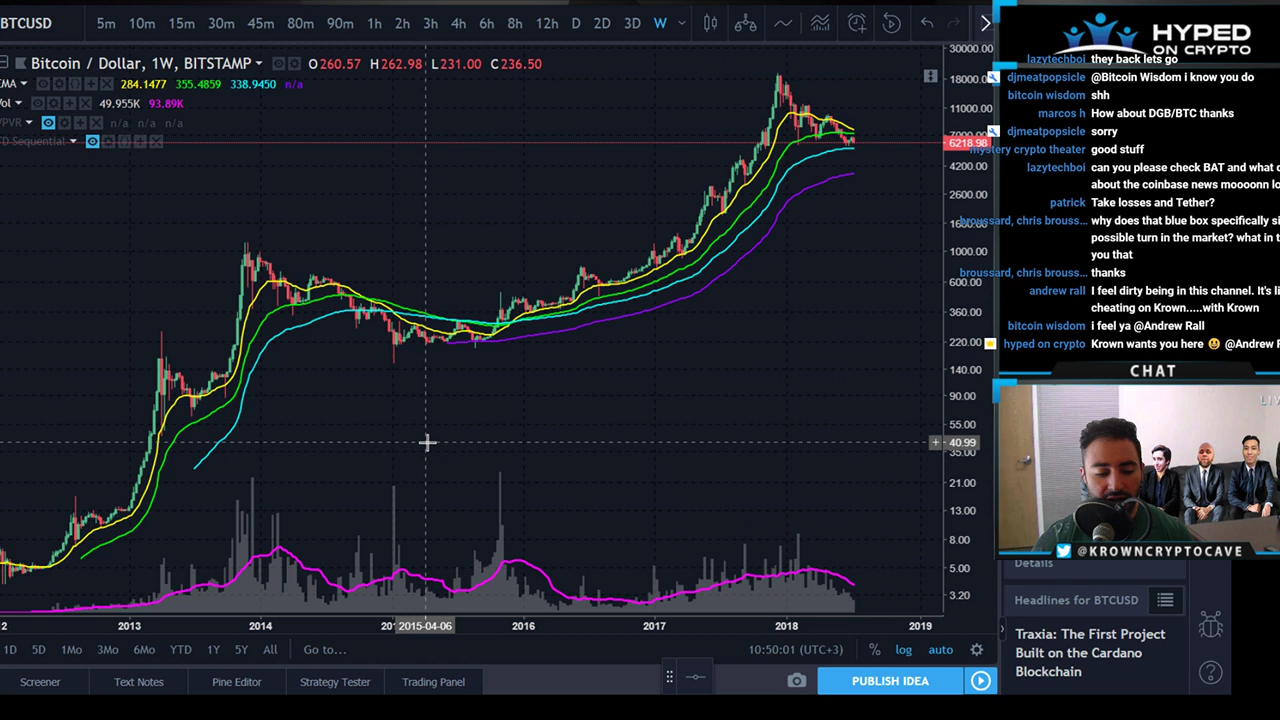 BTCUSD 5m 10m 15m 30m 45m 80m 90m 1h 2h 3h 4h 6h 8h 12h D 2D 3D W
Bitcoin / Dollar, 1W, BITSTAMP O 260.57 H 262.98 L 231.00 C 236.50
EMA 284.1477 355.4859 338.9450 n/a
Vol 49.955K 93.89K
VPVR n/a n/a n/a
TD Sequential
30000.00
18000.00
11000.00
7000.00
6218.98
4200.00
2600.00
1600.00
1000.00
600.00
360.00
220.00
140.00
90.00
55.00
+ 40.99
35.00
21.00
13.00
8.00
5.00
3.20
2013 2014 2015-04-06 2016 2017 2018 2019
1D 5D 1Mo 3Mo 6Mo YTD 1Y 5Y All Go to... 10:50:01 (UTC+3) % log auto
Screener Text Notes Pine Editor Strategy Tester Trading Panel PUBLISH IDEA
HYPED
ON CRYPTO
lazytechboi they back lets go
djmeatpopsicle @Bitcoin Wisdom i know you do
bitcoin wisdom shh
marcos h How about DGB/BTC thanks
djmeatpopsicle sorry
mystery crypto theater good stuff
lazytechboi can you please check BAT and what
about the coinbase news moooonn
patrick Take losses and Tether?
broussard, chris brouss... why does that blue box specifically
possible turn in the market? what in
you that
broussard, chris brouss... thanks
andrew rall I feel dirty being in this channel. It's
cheating on Krown.....with Krown
bitcoin wisdom i feel ya @Andrew Rall
hyped on crypto Krown wants you here 😃 @Andrew
CHAT
LIV
@KROWNCRYPTOCAVE
Details
Headlines for BTCUSD
Traxia: The First Project
Built on the Cardano
Blockchain